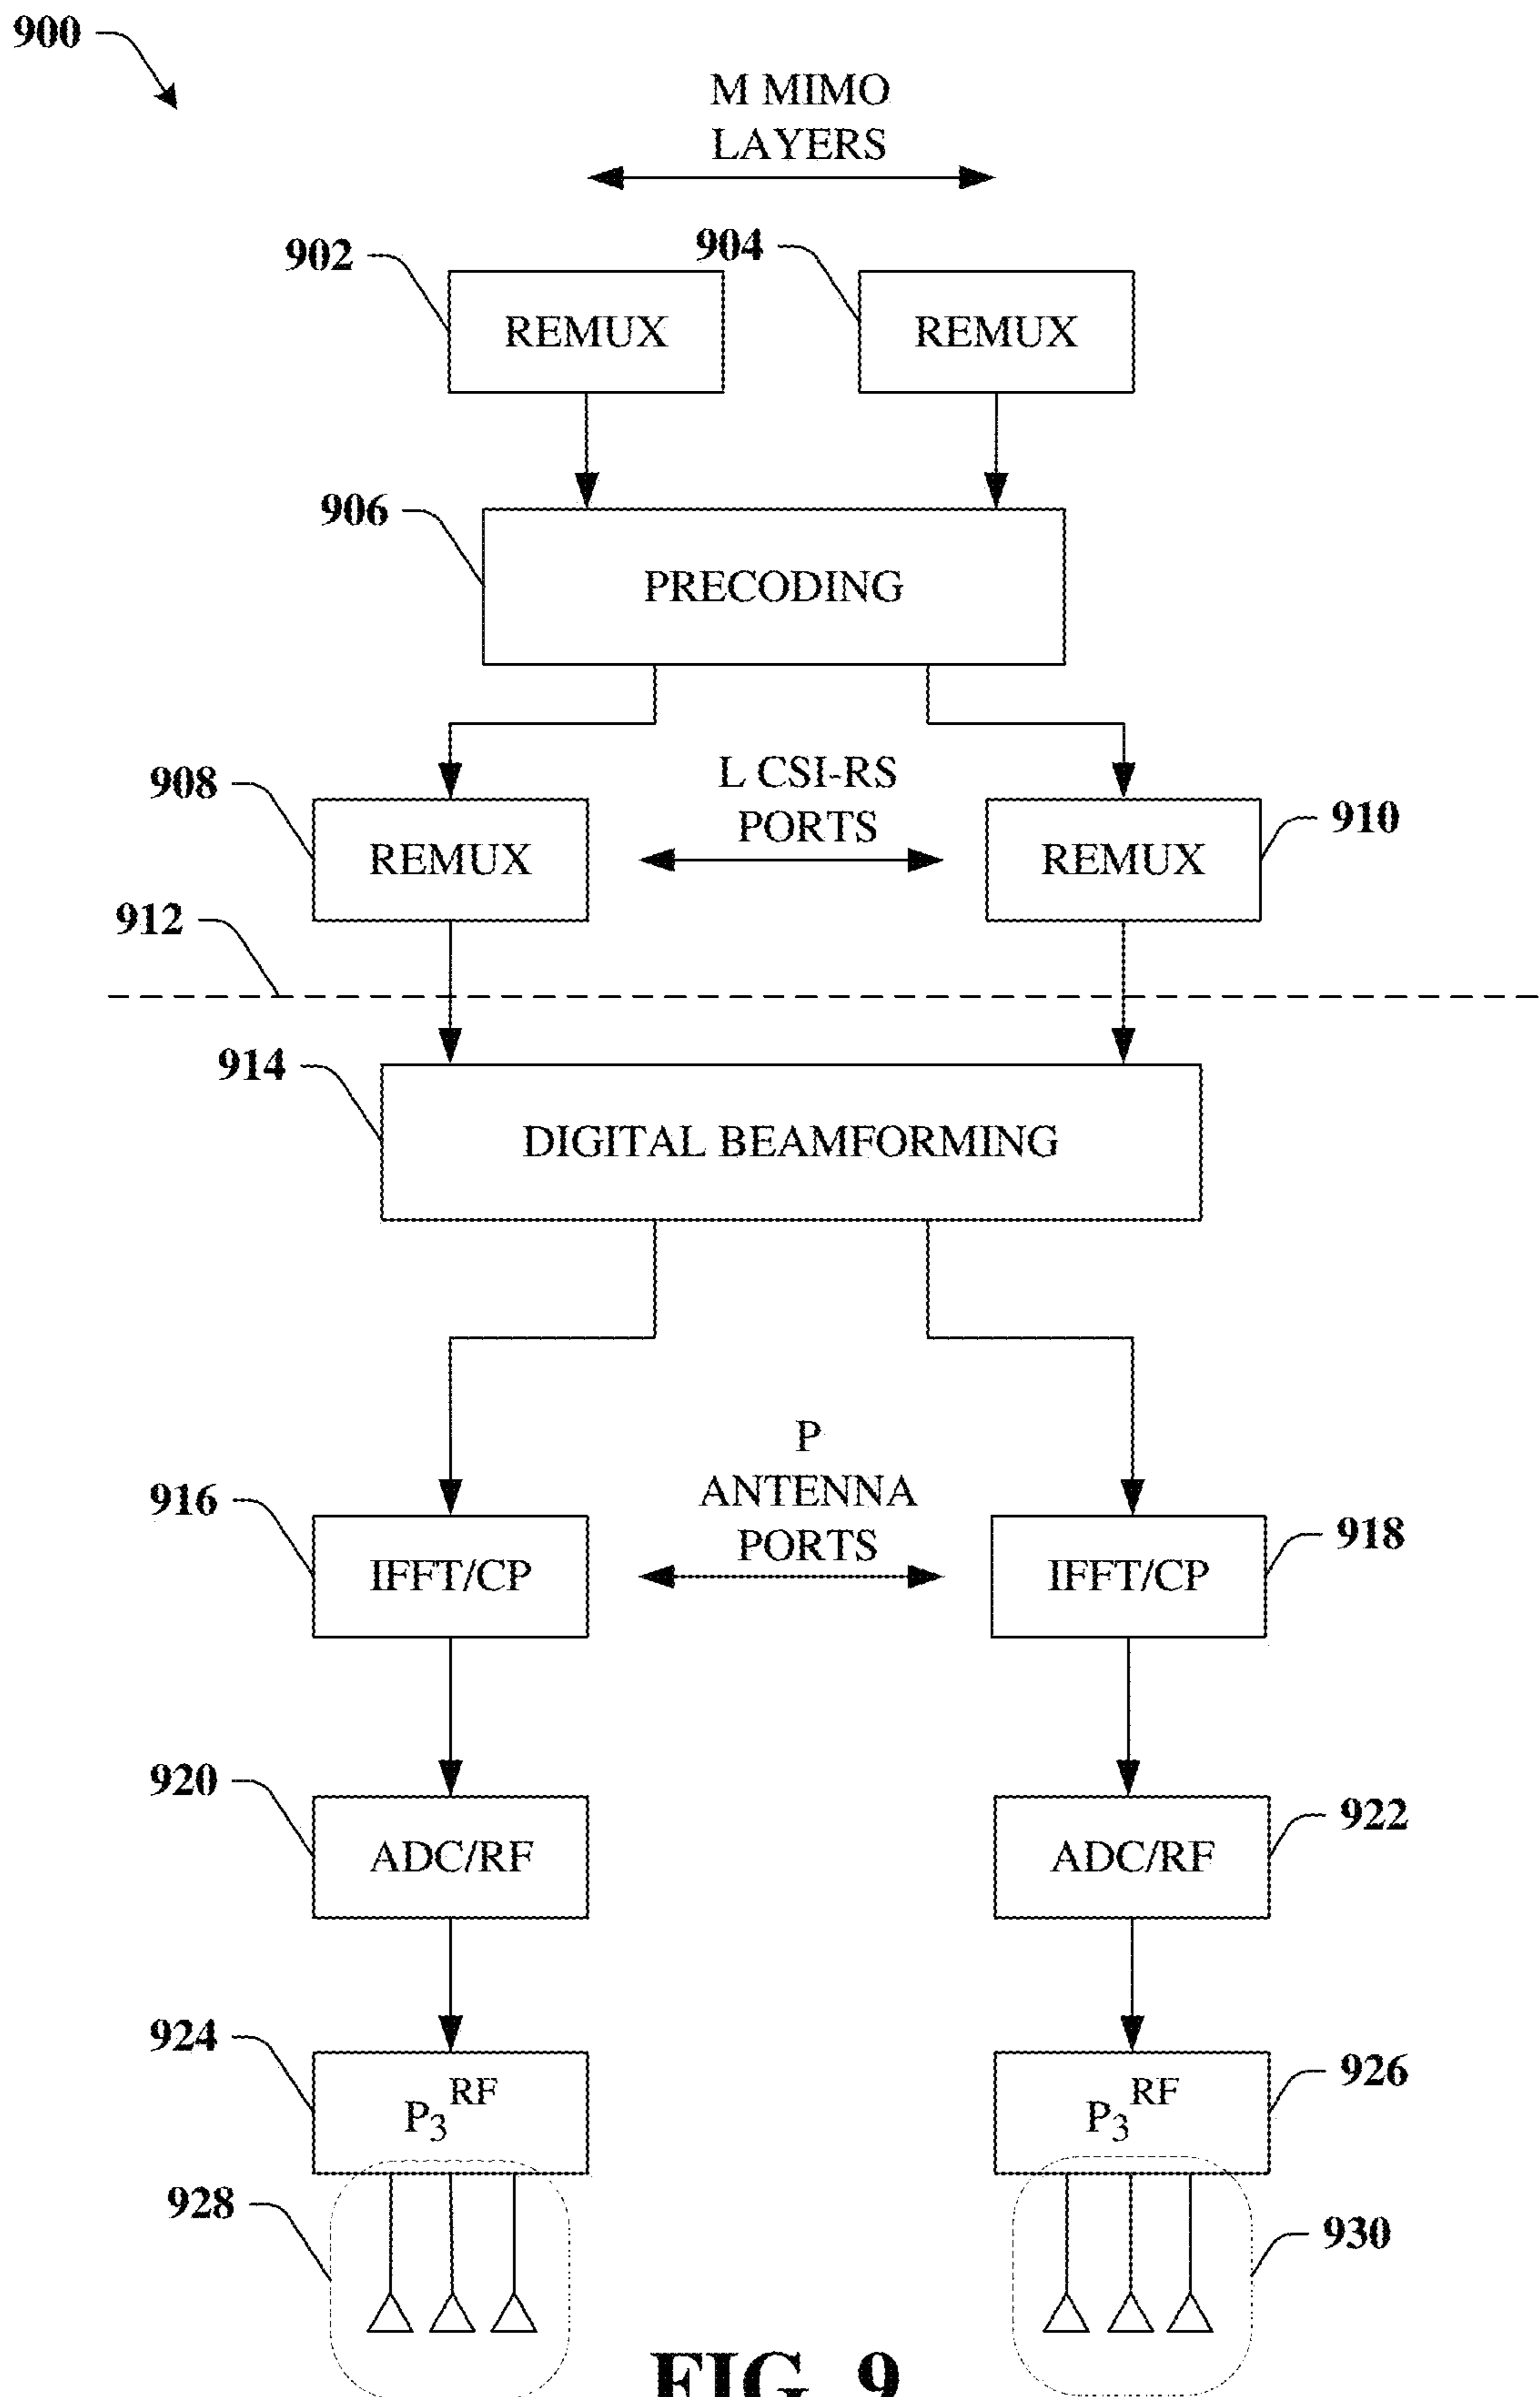 900
M MIMO
LAYERS
902
904
REMUX
REMUX
906
PRECODING
908
L CSI-RS
PORTS
REMUX
REMUX
910
912
914
DIGITAL BEAMFORMING
P
ANTENNA
PORTS
916
918
IFFT/CP
IFFT/CP
920
922
ADC/RF
ADC/RF
924
926
P₃ᴿꟳ
P₃ᴿꟳ
928
930
FIG. 9